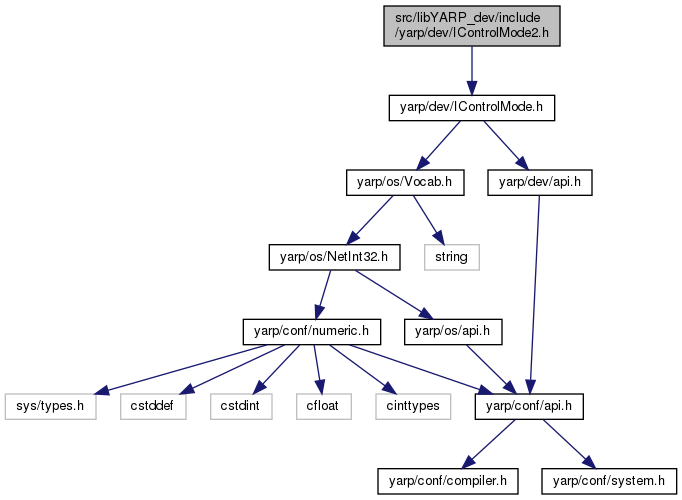 src/libYARP_dev/include
/yarp/dev/IControlMode2.h
yarp/dev/IControlMode.h
yarp/os/Vocab.h
yarp/dev/api.h
yarp/os/NetInt32.h
string
yarp/conf/numeric.h
yarp/os/api.h
sys/types.h
cstddef
cstdint
cfloat
cinttypes
yarp/conf/api.h
yarp/conf/compiler.h
yarp/conf/system.h